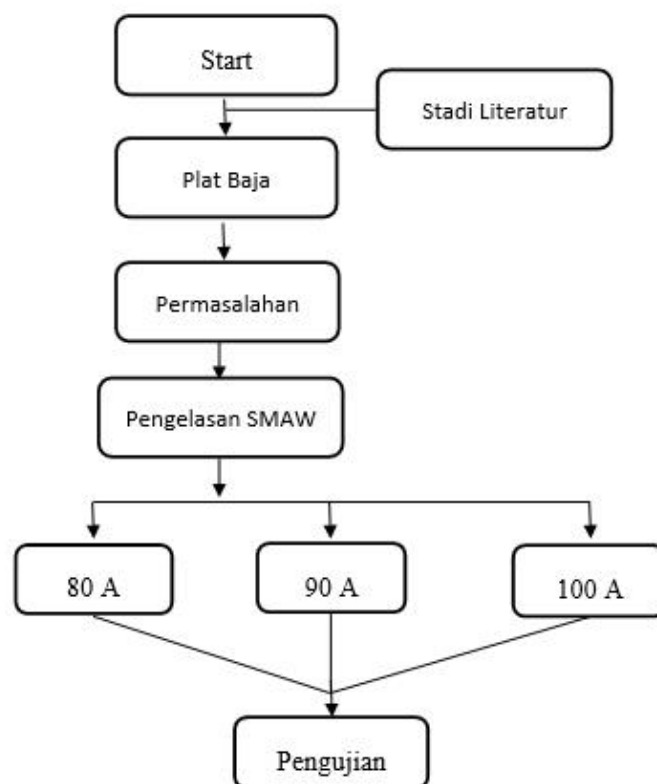 Start
Stadi Literatur
Plat Baja
Permasalahan
Pengelasan SMAW
80 A
90 A
100 A
Pengujian